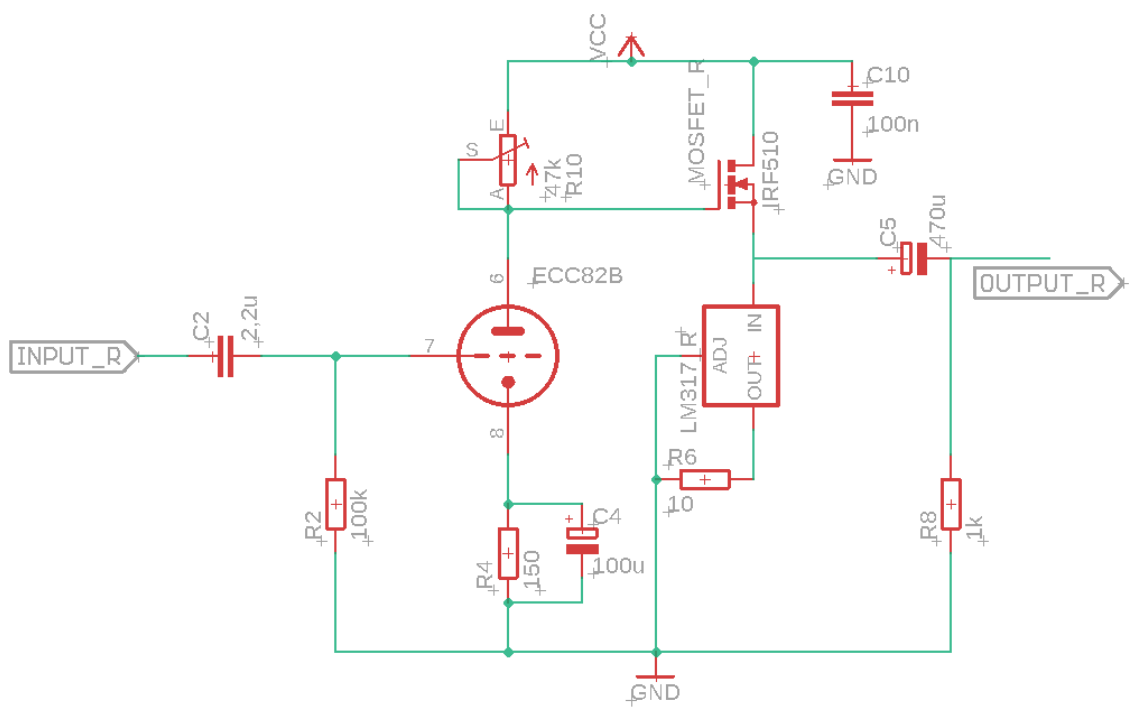 VCC
C10
100n
GND
MOSFET_R
IRF510
E
S
A
47k
R10
C5
470u
OUTPUT_R
6
ECC82B
C2
2,2u
INPUT_R
7
8
LM317_R
ADJ
IN
OUT
R6
10
R2
100k
R4
150
C4
100u
R8
1k
GND